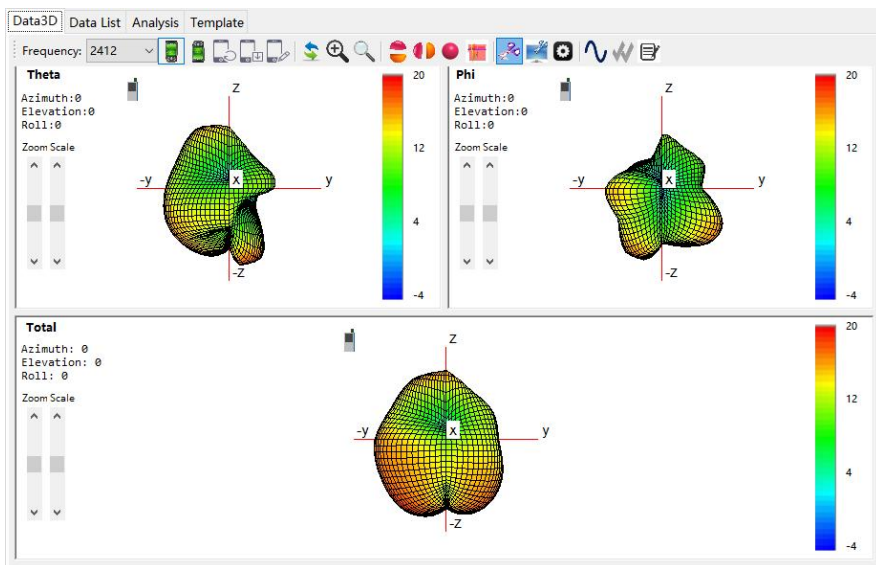 Data3D Data List Analysis Template
Frequency: 2412
Theta
Azimuth:0
Elevation:0
Roll:0
Zoom Scale
z
-y x y
-z
20
12
4
-4
Phi
Azimuth:0
Elevation:0
Roll:0
Zoom Scale
z
-y x y
-z
20
12
4
-4
Total
Azimuth: 0
Elevation: 0
Roll: 0
Zoom Scale
z
-y x y
-z
20
12
4
-4